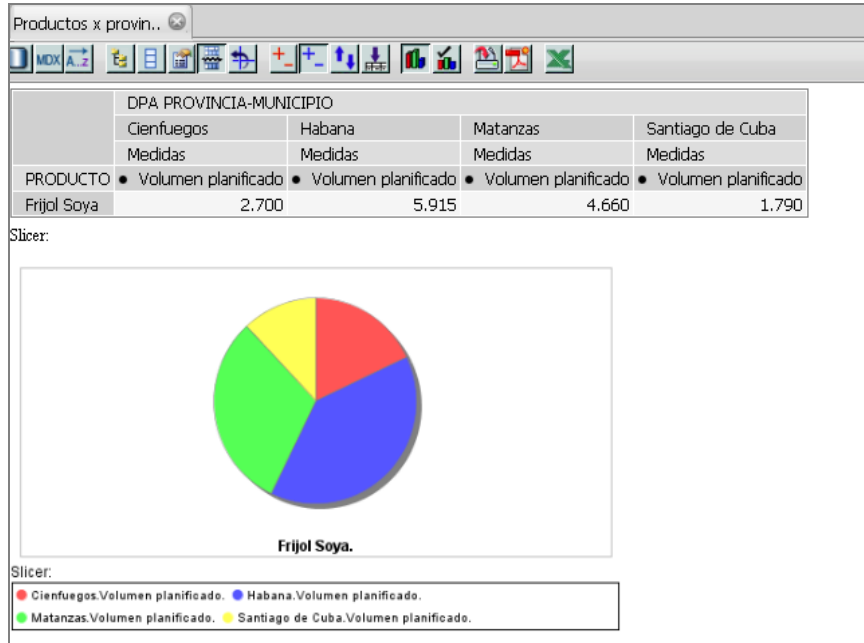 Productos x provin..
MDX A..Z
DPA PROVINCIA-MUNICIPIO
Cienfuegos Habana Matanzas Santiago de Cuba
Medidas Medidas Medidas Medidas
PRODUCTO • Volumen planificado • Volumen planificado • Volumen planificado • Volumen planificado
Frijol Soya 2.700 5.915 4.660 1.790
Slicer:
Frijol Soya.
Slicer:
Cienfuegos.Volumen planificado. Habana.Volumen planificado.
Matanzas.Volumen planificado. Santiago de Cuba.Volumen planificado.